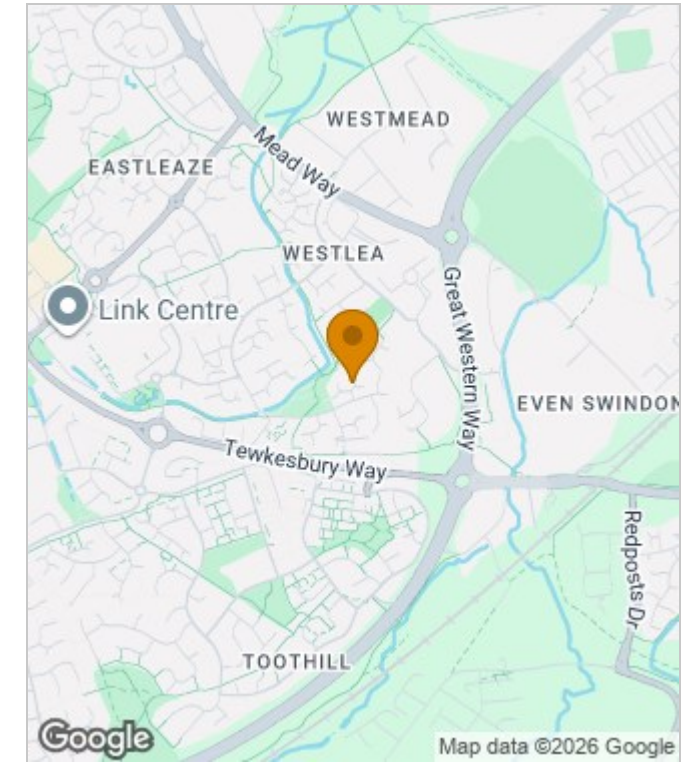 WESTMEAD
Mead Way
EASTLEAZE
WESTLEA
Link Centre
Great Western Way
EVEN SWINDON
Tewkesbury Way
Redposts Dr
TOOTHILL
Google
Map data ©2026 Google